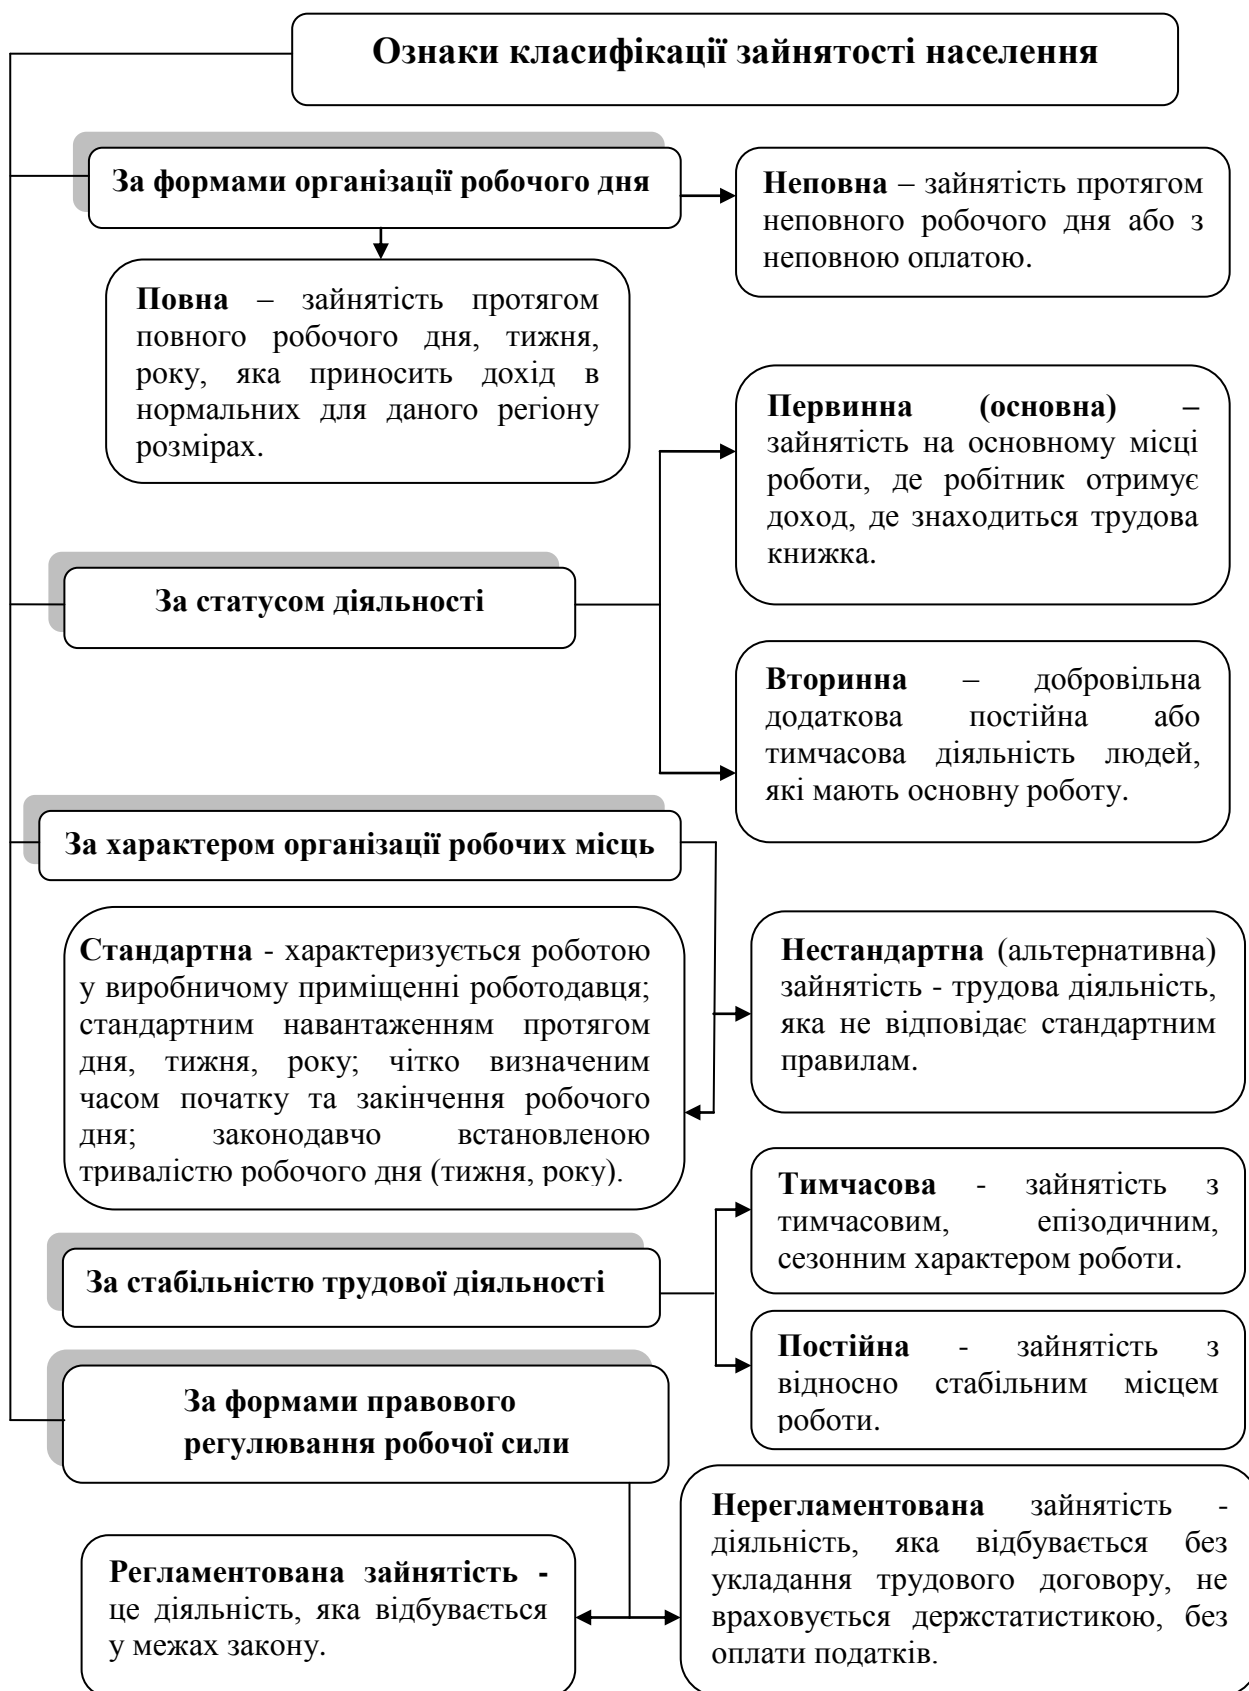 Ознаки класифікації зайнятості населення
За формами організації робочого дня
Неповна – зайнятість протягом
неповного робочого дня або з
неповною оплатою.
Повна – зайнятість протягом
повного робочого дня, тижня,
року, яка приносить дохід в
нормальних для даного регіону
розмірах.
Первинна (основна) –
зайнятість на основному місці
роботи, де робітник отримує
доход, де знаходиться трудова
книжка.
За статусом діяльності
Вторинна – добровільна
додаткова постійна або
тимчасова діяльність людей,
які мають основну роботу.
За характером організації робочих місць
Стандартна - характеризується роботою
у виробничому приміщенні роботодавця;
стандартним навантаженням протягом
дня, тижня, року; чітко визначеним
часом початку та закінчення робочого
дня; законодавчо встановленою
тривалістю робочого дня (тижня, року).
Нестандартна (альтернативна)
зайнятість - трудова діяльність,
яка не відповідає стандартним
правилам.
За стабільністю трудової діяльності
Тимчасова - зайнятість з
тимчасовим, епізодичним,
сезонним характером роботи.
Постійна - зайнятість з
відносно стабільним місцем
роботи.
За формами правового
регулювання робочої сили
Регламентована зайнятість -
це діяльність, яка відбувається
у межах закону.
Нерегламентована зайнятість -
діяльність, яка відбувається без
укладання трудового договору, не
враховується держстатистикою, без
оплати податків.